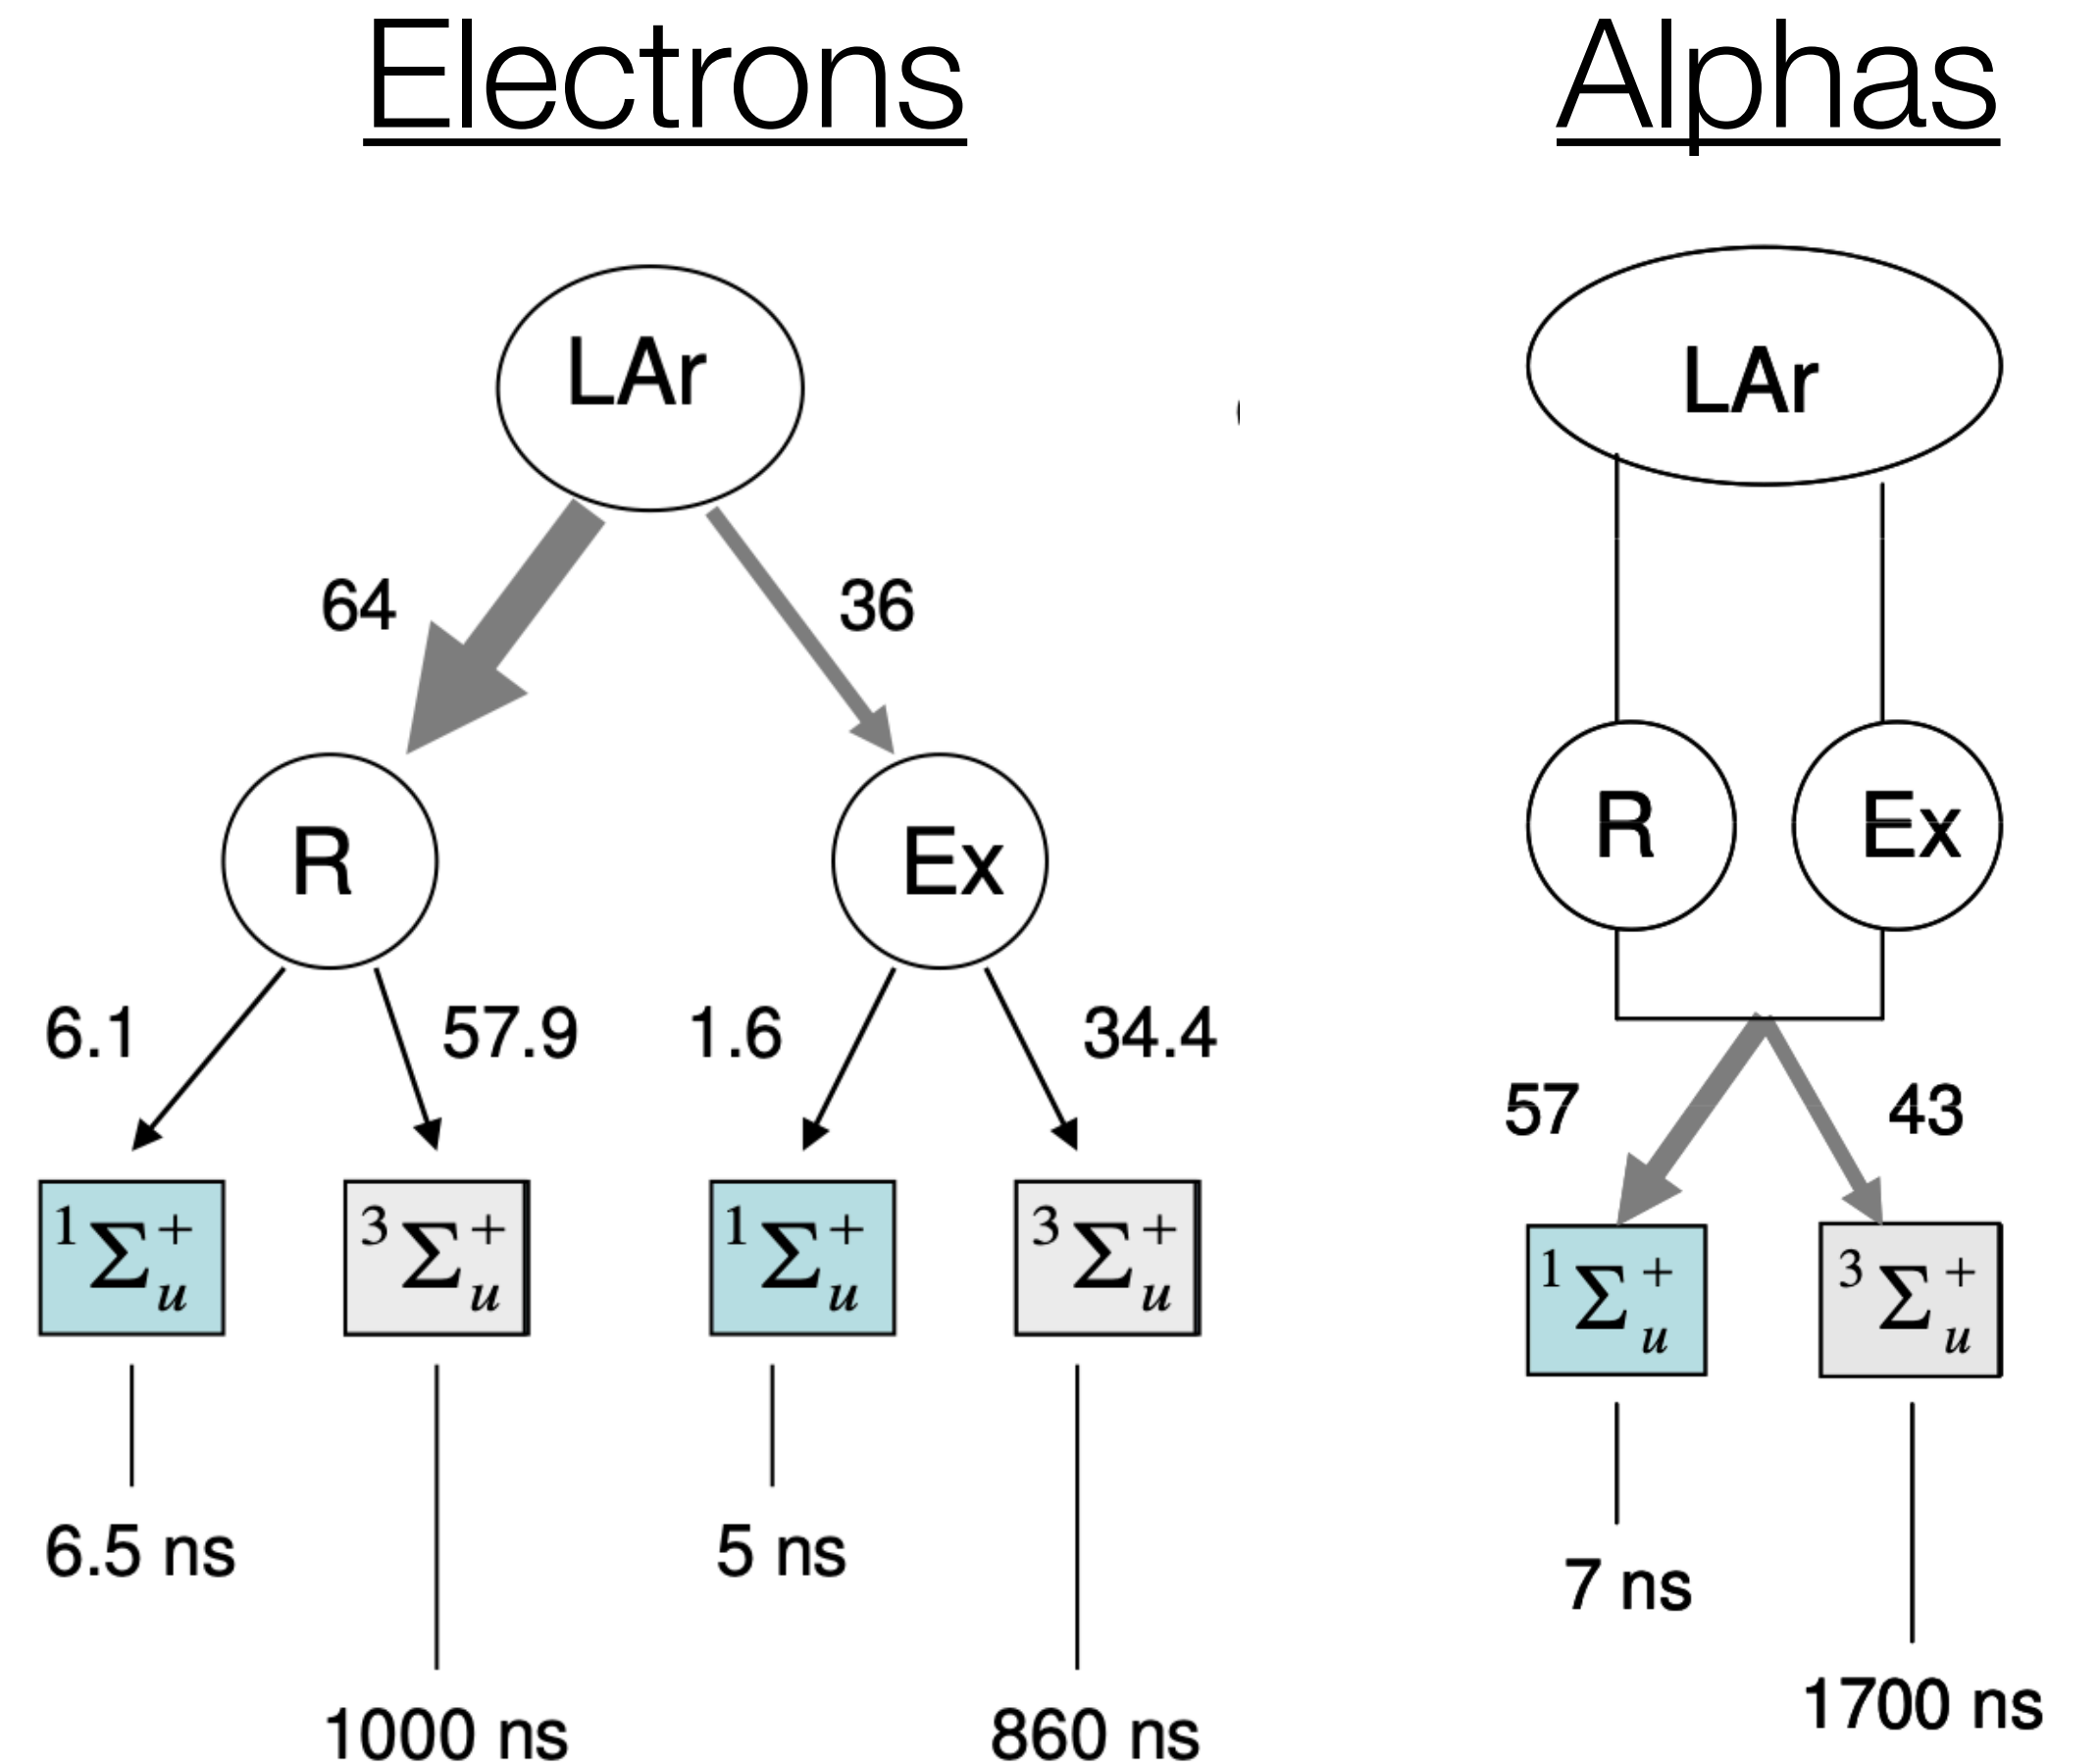 Electrons
Alphas
LAr
LAr
64
36
R
Ex
R
Ex
6.1
57.9
1.6
34.4
57
43
¹Σᵤ⁺
³Σᵤ⁺
¹Σᵤ⁺
³Σᵤ⁺
¹Σᵤ⁺
³Σᵤ⁺
6.5 ns
5 ns
7 ns
1000 ns
860 ns
1700 ns